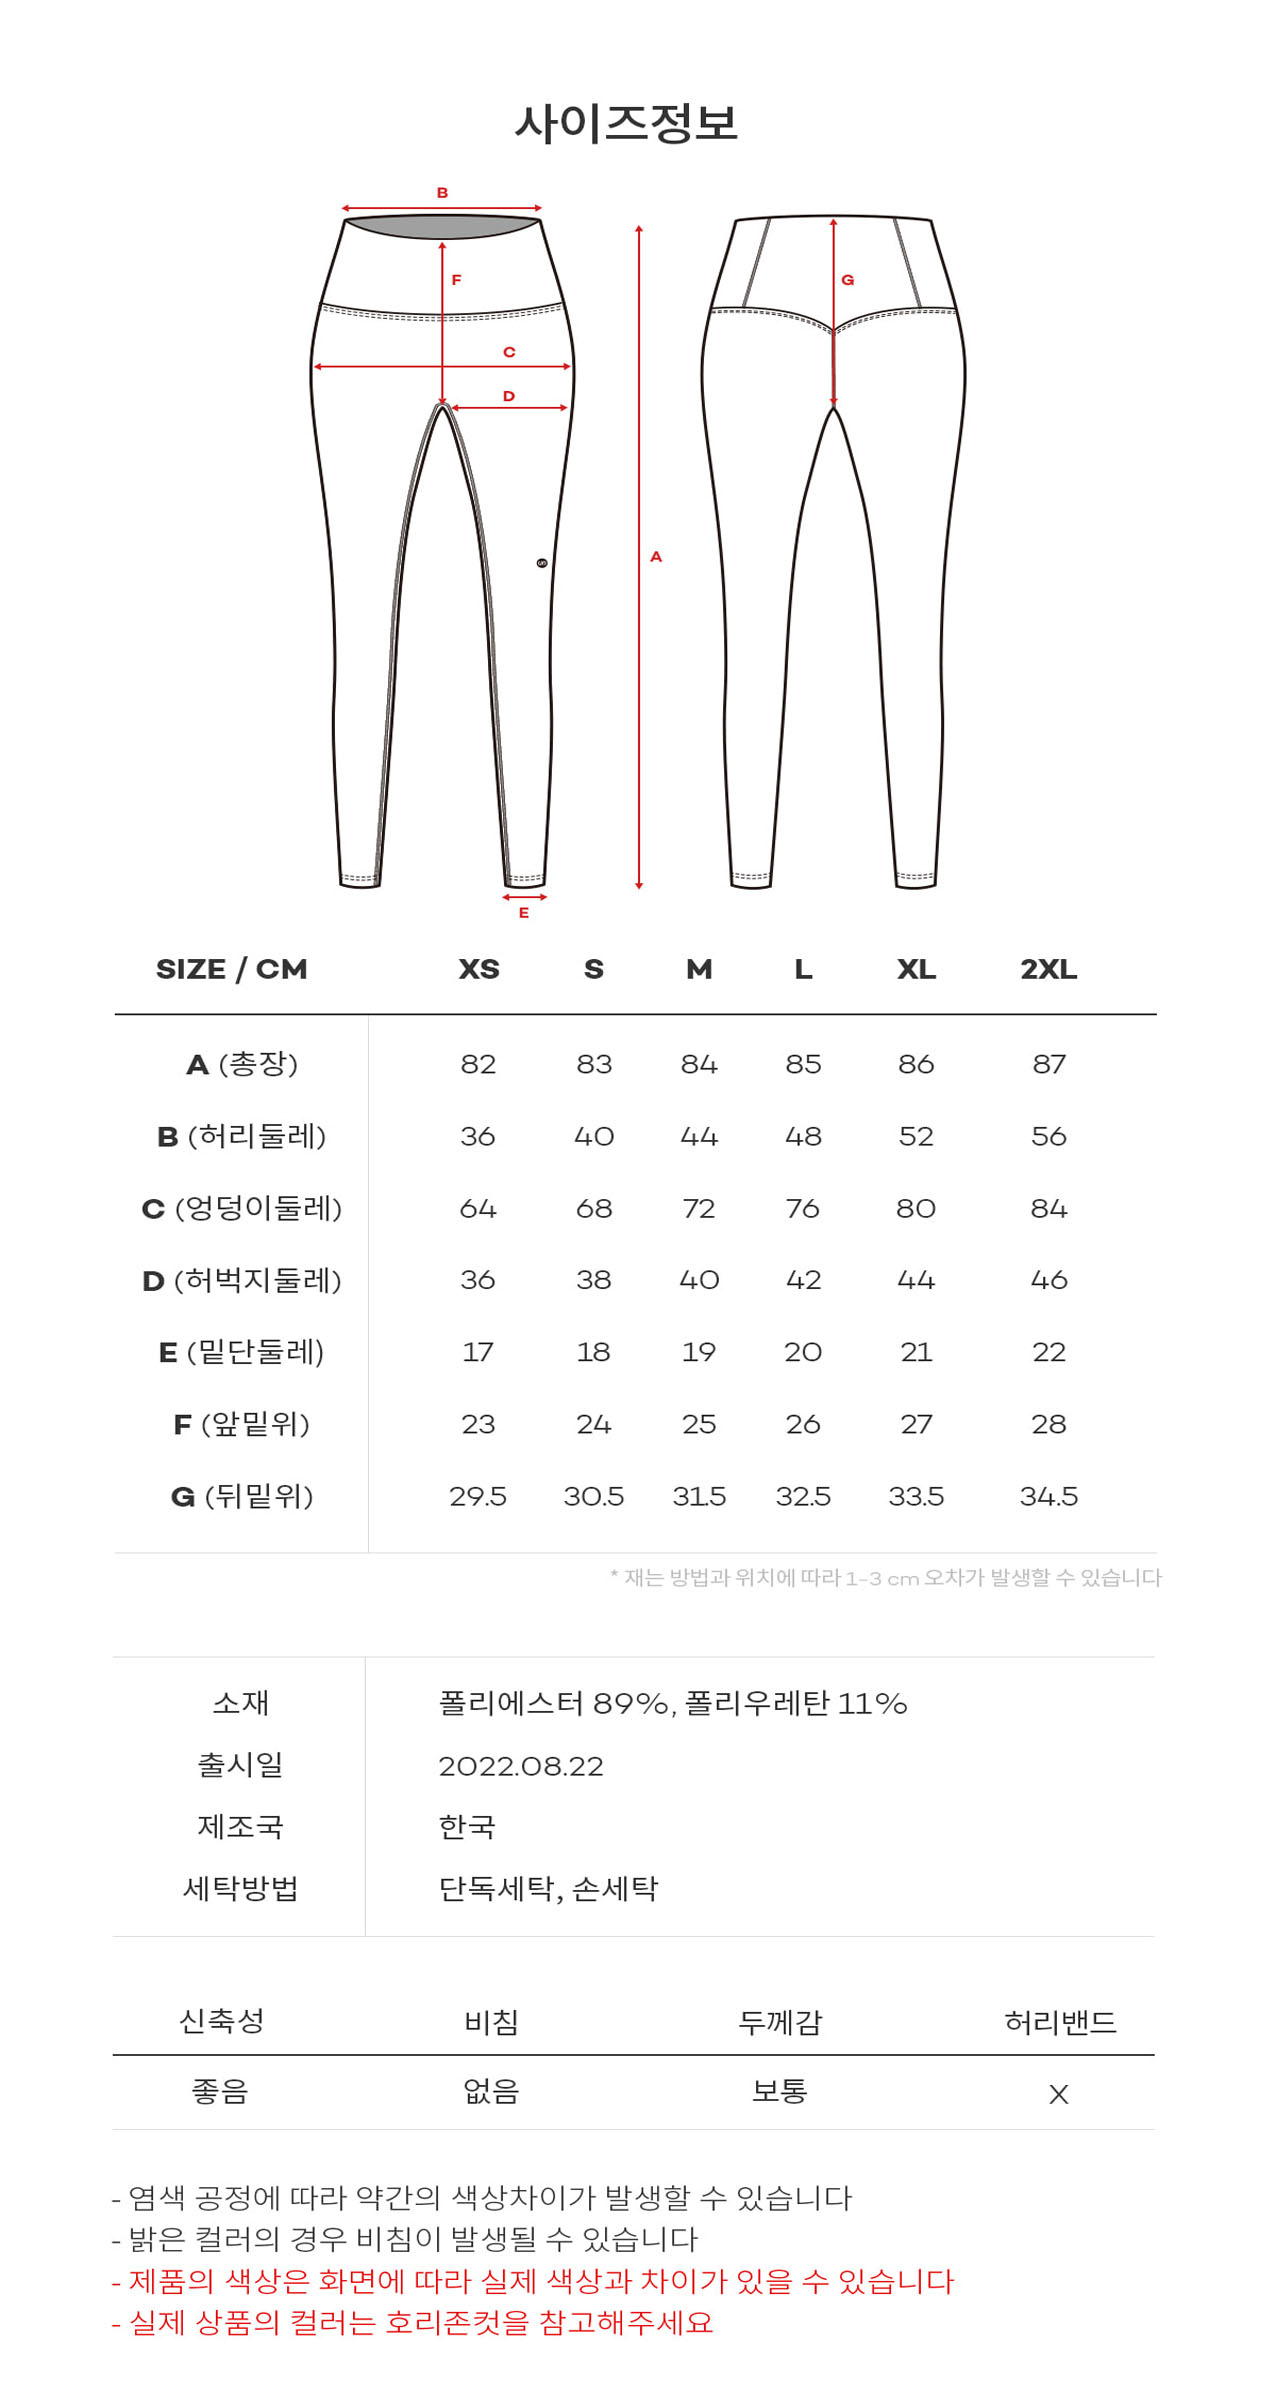 사이즈정보
B
F
G
C
D
A
E
SIZE / CM XS S M L XL 2XL
A (총장) 82 83 84 85 86 87
B (허리둘레) 36 40 44 48 52 56
C (엉덩이둘레) 64 68 72 76 80 84
D (허벅지둘레) 36 38 40 42 44 46
E (밑단둘레) 17 18 19 20 21 22
F (앞밑위) 23 24 25 26 27 28
G (뒤밑위) 29.5 30.5 31.5 32.5 33.5 34.5
* 재는 방법과 위치에 따라 1-3 cm 오차가 발생할 수 있습니다
소재 폴리에스터 89%, 폴리우레탄 11%
출시일 2022.08.22
제조국 한국
세탁방법 단독세탁, 손세탁
신축성 비침 두께감 허리밴드
좋음 없음 보통 X
- 염색 공정에 따라 약간의 색상차이가 발생할 수 있습니다
- 밝은 컬러의 경우 비침이 발생될 수 있습니다
- 제품의 색상은 화면에 따라 실제 색상과 차이가 있을 수 있습니다
- 실제 상품의 컬러는 호리존컷을 참고해주세요